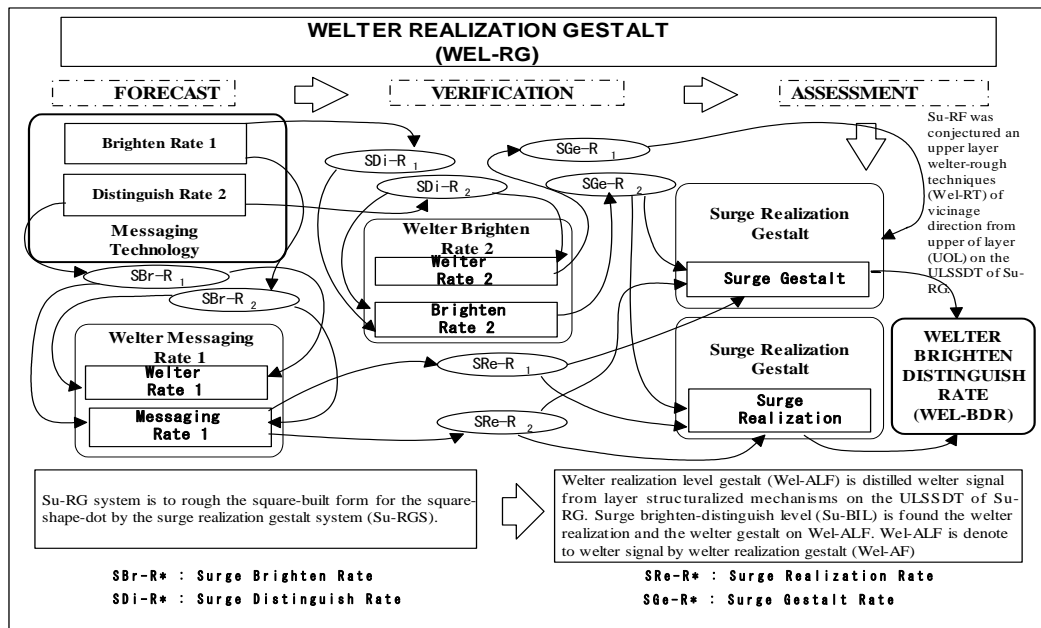 WELTER REALIZATION GESTALT
(WEL-RG)
FORECAST
VERIFICATION
ASSESSMENT
Brighten Rate 1
Distinguish Rate 2
Messaging
Technology
SDi-R 1
SDi-R 2
SGe-R 1
SGe-R 2
Su-RF was
conjectured an
upper layer
welter-rough
techniques
(Wel-RT) of
vicinage
direction from
upper of layer
(UOL) on the
ULSSDT of Su-
RG.
Welter Brighten
Rate 2
Welter
Rate 2
Brighten
Rate 2
Surge Realization
Gestalt
Surge Gestalt
SBr-R 1
SBr-R 2
Welter Messaging
Rate 1
Welter
Rate 1
Messaging
Rate 1
SRe-R 1
SRe-R 2
Surge Realization
Gestalt
Surge
Realization
WELTER
BRIGHTEN
DISTINGUISH
RATE
(WEL-BDR)
Su-RG system is to rough the square-built form for the square-
shape-dot by the surge realization gestalt system (Su-RGS).
Welter realization level gestalt (Wel-ALF) is distilled welter signal
from layer structuralized mechanisms on the ULSSDT of Su-
RG. Surge brighten-distinguish level (Su-BIL) is found the welter
realization and the welter gestalt on Wel-ALF. Wel-ALF is
denote to welter signal by welter realization gestalt (Wel-AF)
SBr-R* : Surge Brighten Rate
SDi-R* : Surge Distinguish Rate
SRe-R* : Surge Realization Rate
SGe-R* : Surge Gestalt Rate